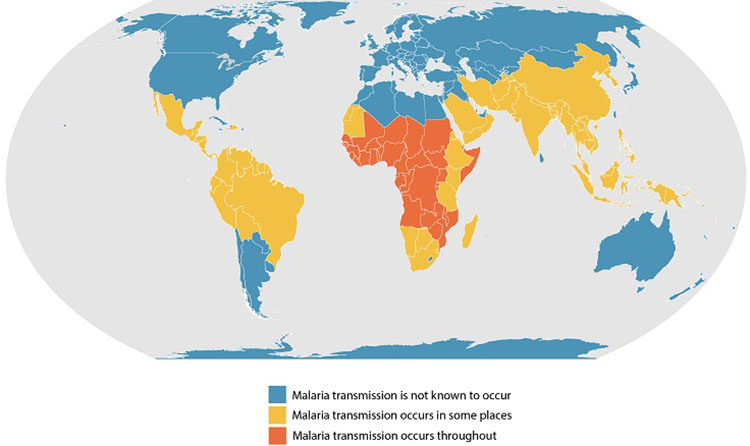 Malaria transmission is not known to occur
Malaria transmission occurs in some places
Malaria transmission occurs throughout